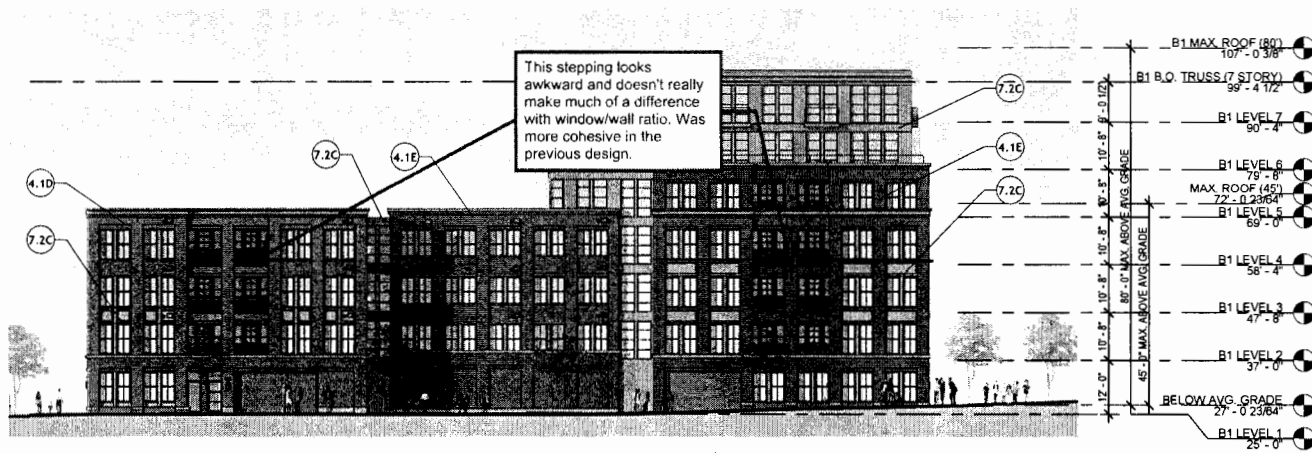 This stepping looks
awkward and doesn't really
make much of a difference
with window/wall ratio. Was
more cohesive in the
previous design.
7.2C
4.1E
7.2C
4.1D
7.2C
4.1E
7.2C
B1 MAX. ROOF (80')
107' - 0 3/8"
B1 B.O. TRUSS (7 STORY)
99' - 4 1/2"
B1 LEVEL 7
90' - 4"
B1 LEVEL 6
79' - 8"
MAX. ROOF (45')
72' - 0 23/64"
B1 LEVEL 5
69' - 0"
B1 LEVEL 4
58' - 4"
B1 LEVEL 3
47' - 8"
B1 LEVEL 2
37' - 0"
BELOW AVG. GRADE
27' - 0 23/64"
B1 LEVEL 1
25' - 0"
9' - 0 1/2"
10' - 8"
10' - 8"
10' - 8"
10' - 8"
10' - 8"
12' - 0"
80' - 0" MAX. ABOVE AVG. GRADE
45' - 0" MAX. ABOVE AVG. GRADE